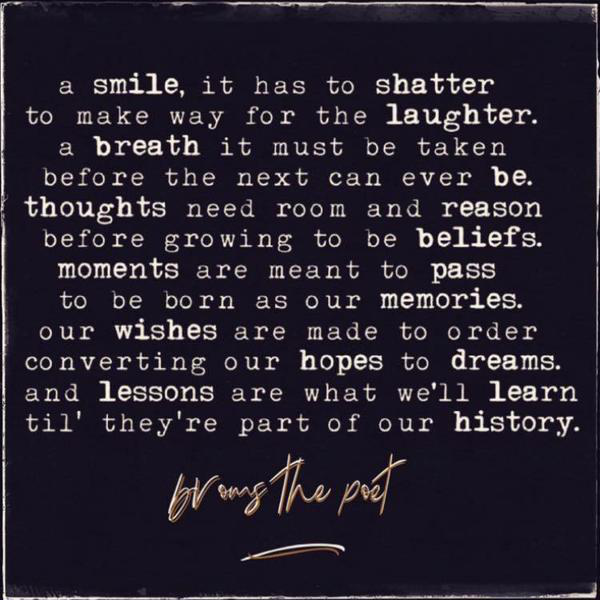 a smile, it has to shatter
to make way for the laughter.
a breath it must be taken
before the next can ever be.
thoughts need room and reason
before growing to be beliefs.
moments are meant to pass
to be born as our memories.
our wishes are made to order
converting our hopes to dreams.
and lessons are what we'll learn
til' they're part of our history.
broms the poet